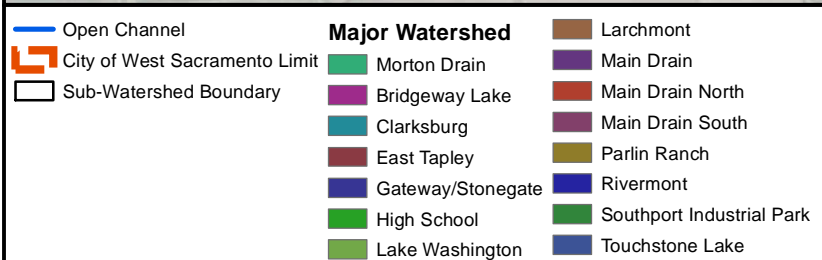 Open Channel
City of West Sacramento Limit
Sub-Watershed Boundary
Major Watershed
Morton Drain
Bridgeway Lake
Clarksburg
East Tapley
Gateway/Stonegate
High School
Lake Washington
Larchmont
Main Drain
Main Drain North
Main Drain South
Parlin Ranch
Rivermont
Southport Industrial Park
Touchstone Lake